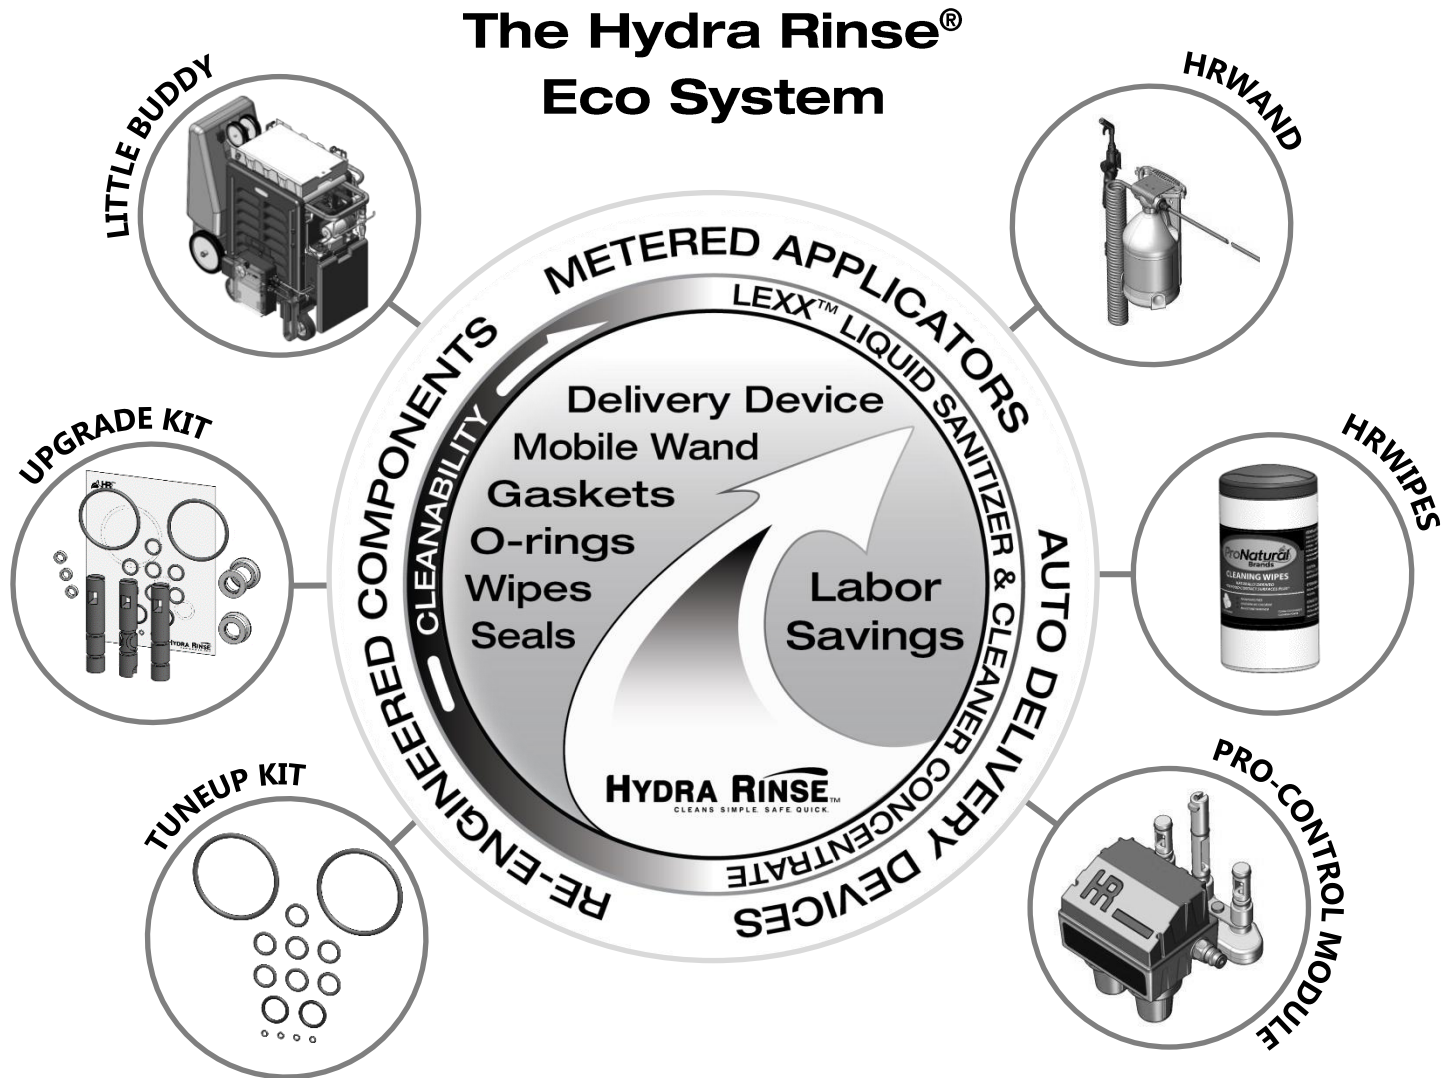 The Hydra Rinse®
Eco System
LITTLE BUDDY
HRWAND
UPGRADE KIT
HR
HYDRA RINSE
HRWIPES
ProNatural
Brands
CLEANING WIPES
TUNEUP KIT
PRO-CONTROL MODULE
HR
METERED APPLICATORS
AUTO DELIVERY DEVICES
RE-ENGINEERED COMPONENTS
LEXX™ LIQUID SANITIZER & CLEANER CONCENTRATE
CLEANABILITY
Delivery Device
Mobile Wand
Gaskets
O-rings
Wipes
Seals
Labor
Savings
HYDRA RINSE™
CLEANS SIMPLE. SAFE. QUICK.